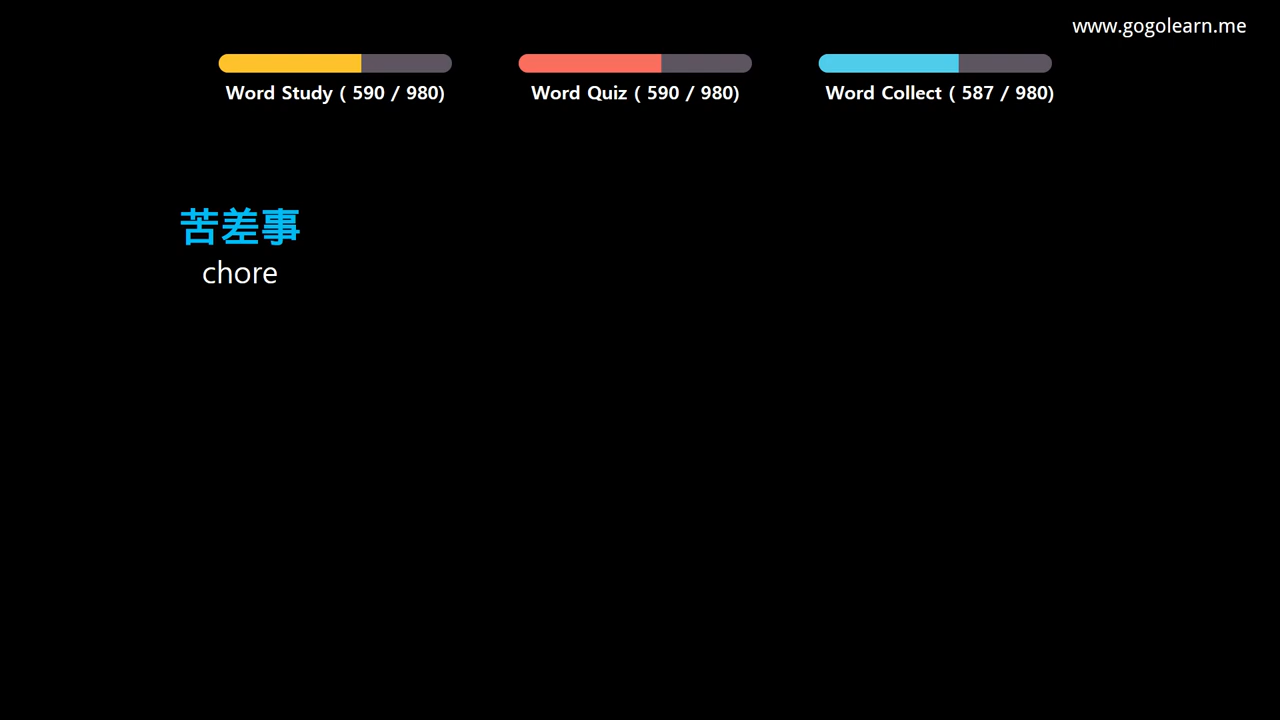 www.gogolearn.me
Word Study ( 590 / 980)
Word Quiz ( 590 / 980)
Word Collect ( 587 / 980)
苦差事
chore